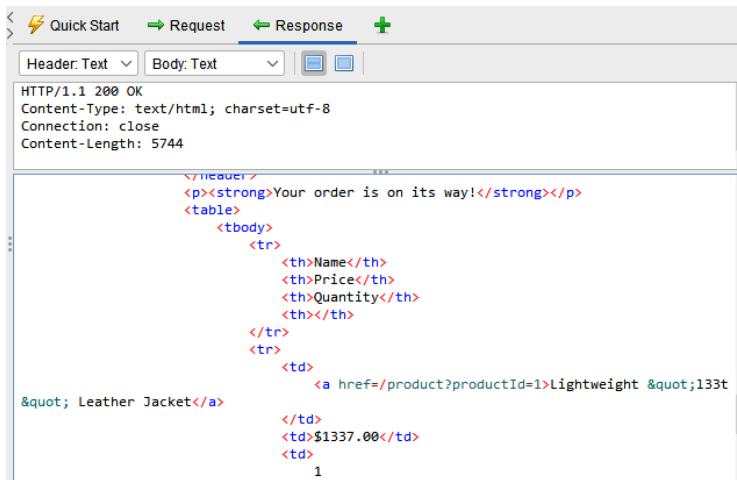 Quick Start Request Response
Header: Text Body: Text
HTTP/1.1 200 OK
Content-Type: text/html; charset=utf-8
Connection: close
Content-Length: 5744
</header>
<p><strong>Your order is on its way!</strong></p>
<table>
<tbody>
<tr>
<th>Name</th>
<th>Price</th>
<th>Quantity</th>
<th></th>
</tr>
<tr>
<td>
<a href=/product?productId=1>Lightweight &quot;l33t
&quot; Leather Jacket</a>
</td>
<td>$1337.00</td>
<td>
1